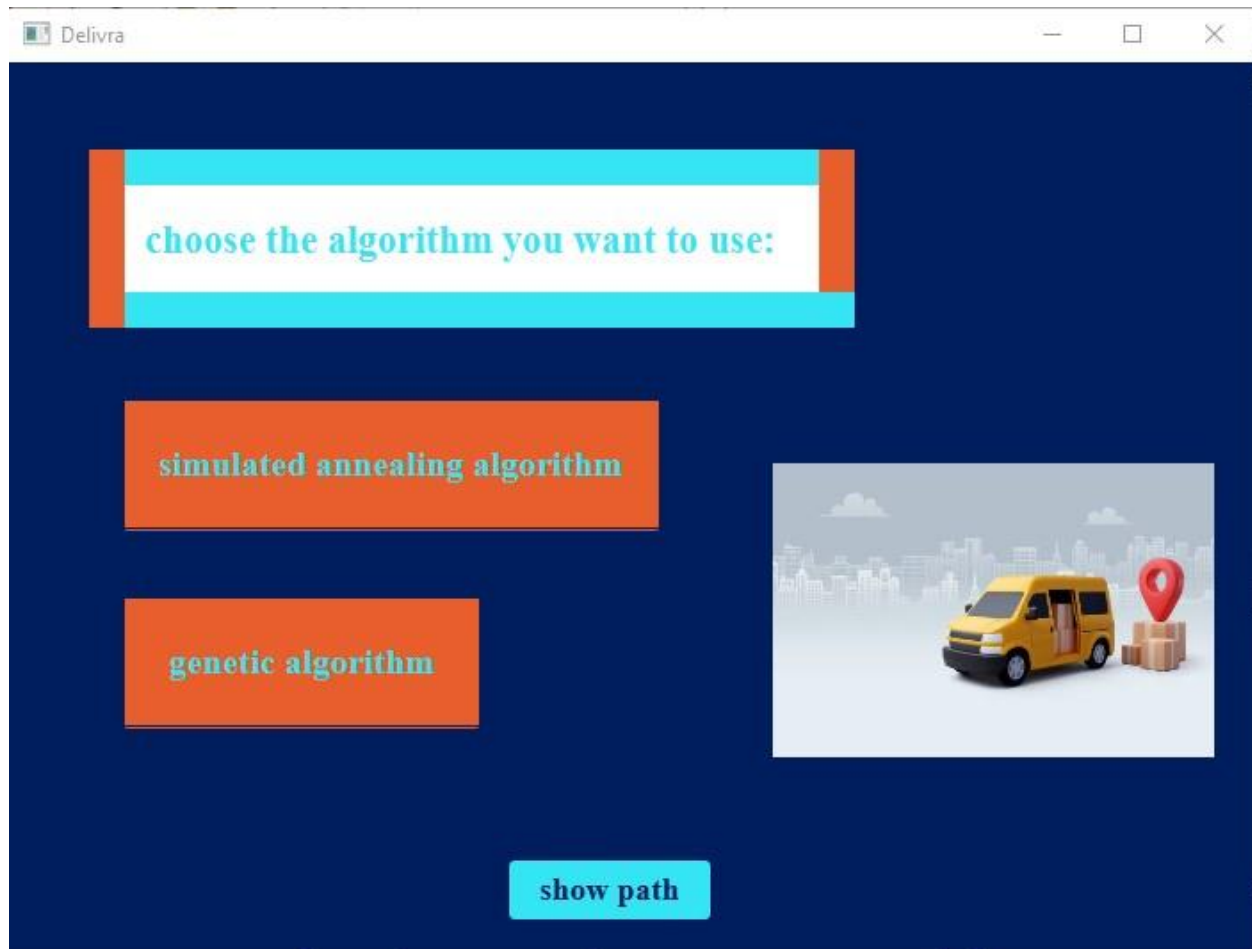 Delivra
choose the algorithm you want to use:
simulated annealing algorithm
genetic algorithm
show path